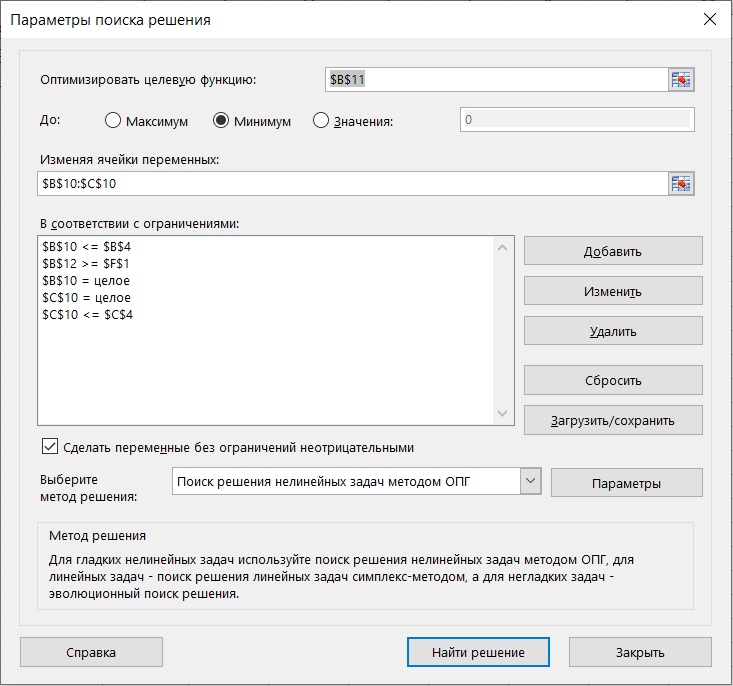 Параметры поиска решения
Оптимизировать целевую функцию:
$B$11
До:
Максимум
Минимум
Значения:
0
Изменяя ячейки переменных:
$B$10:$C$10
В соответствии с ограничениями:
$B$10 <= $B$4
$B$12 >= $F$1
$B$10 = целое
$C$10 = целое
$C$10 <= $C$4
Добавить
Изменить
Удалить
Сбросить
Загрузить/сохранить
Сделать переменные без ограничений неотрицательными
Выберите
метод решения:
Поиск решения нелинейных задач методом ОПГ
Параметры
Метод решения
Для гладких нелинейных задач используйте поиск решения нелинейных задач методом ОПГ, для
линейных задач - поиск решения линейных задач симплекс-методом, а для негладких задач -
эволюционный поиск решения.
Справка
Найти решение
Закрыть